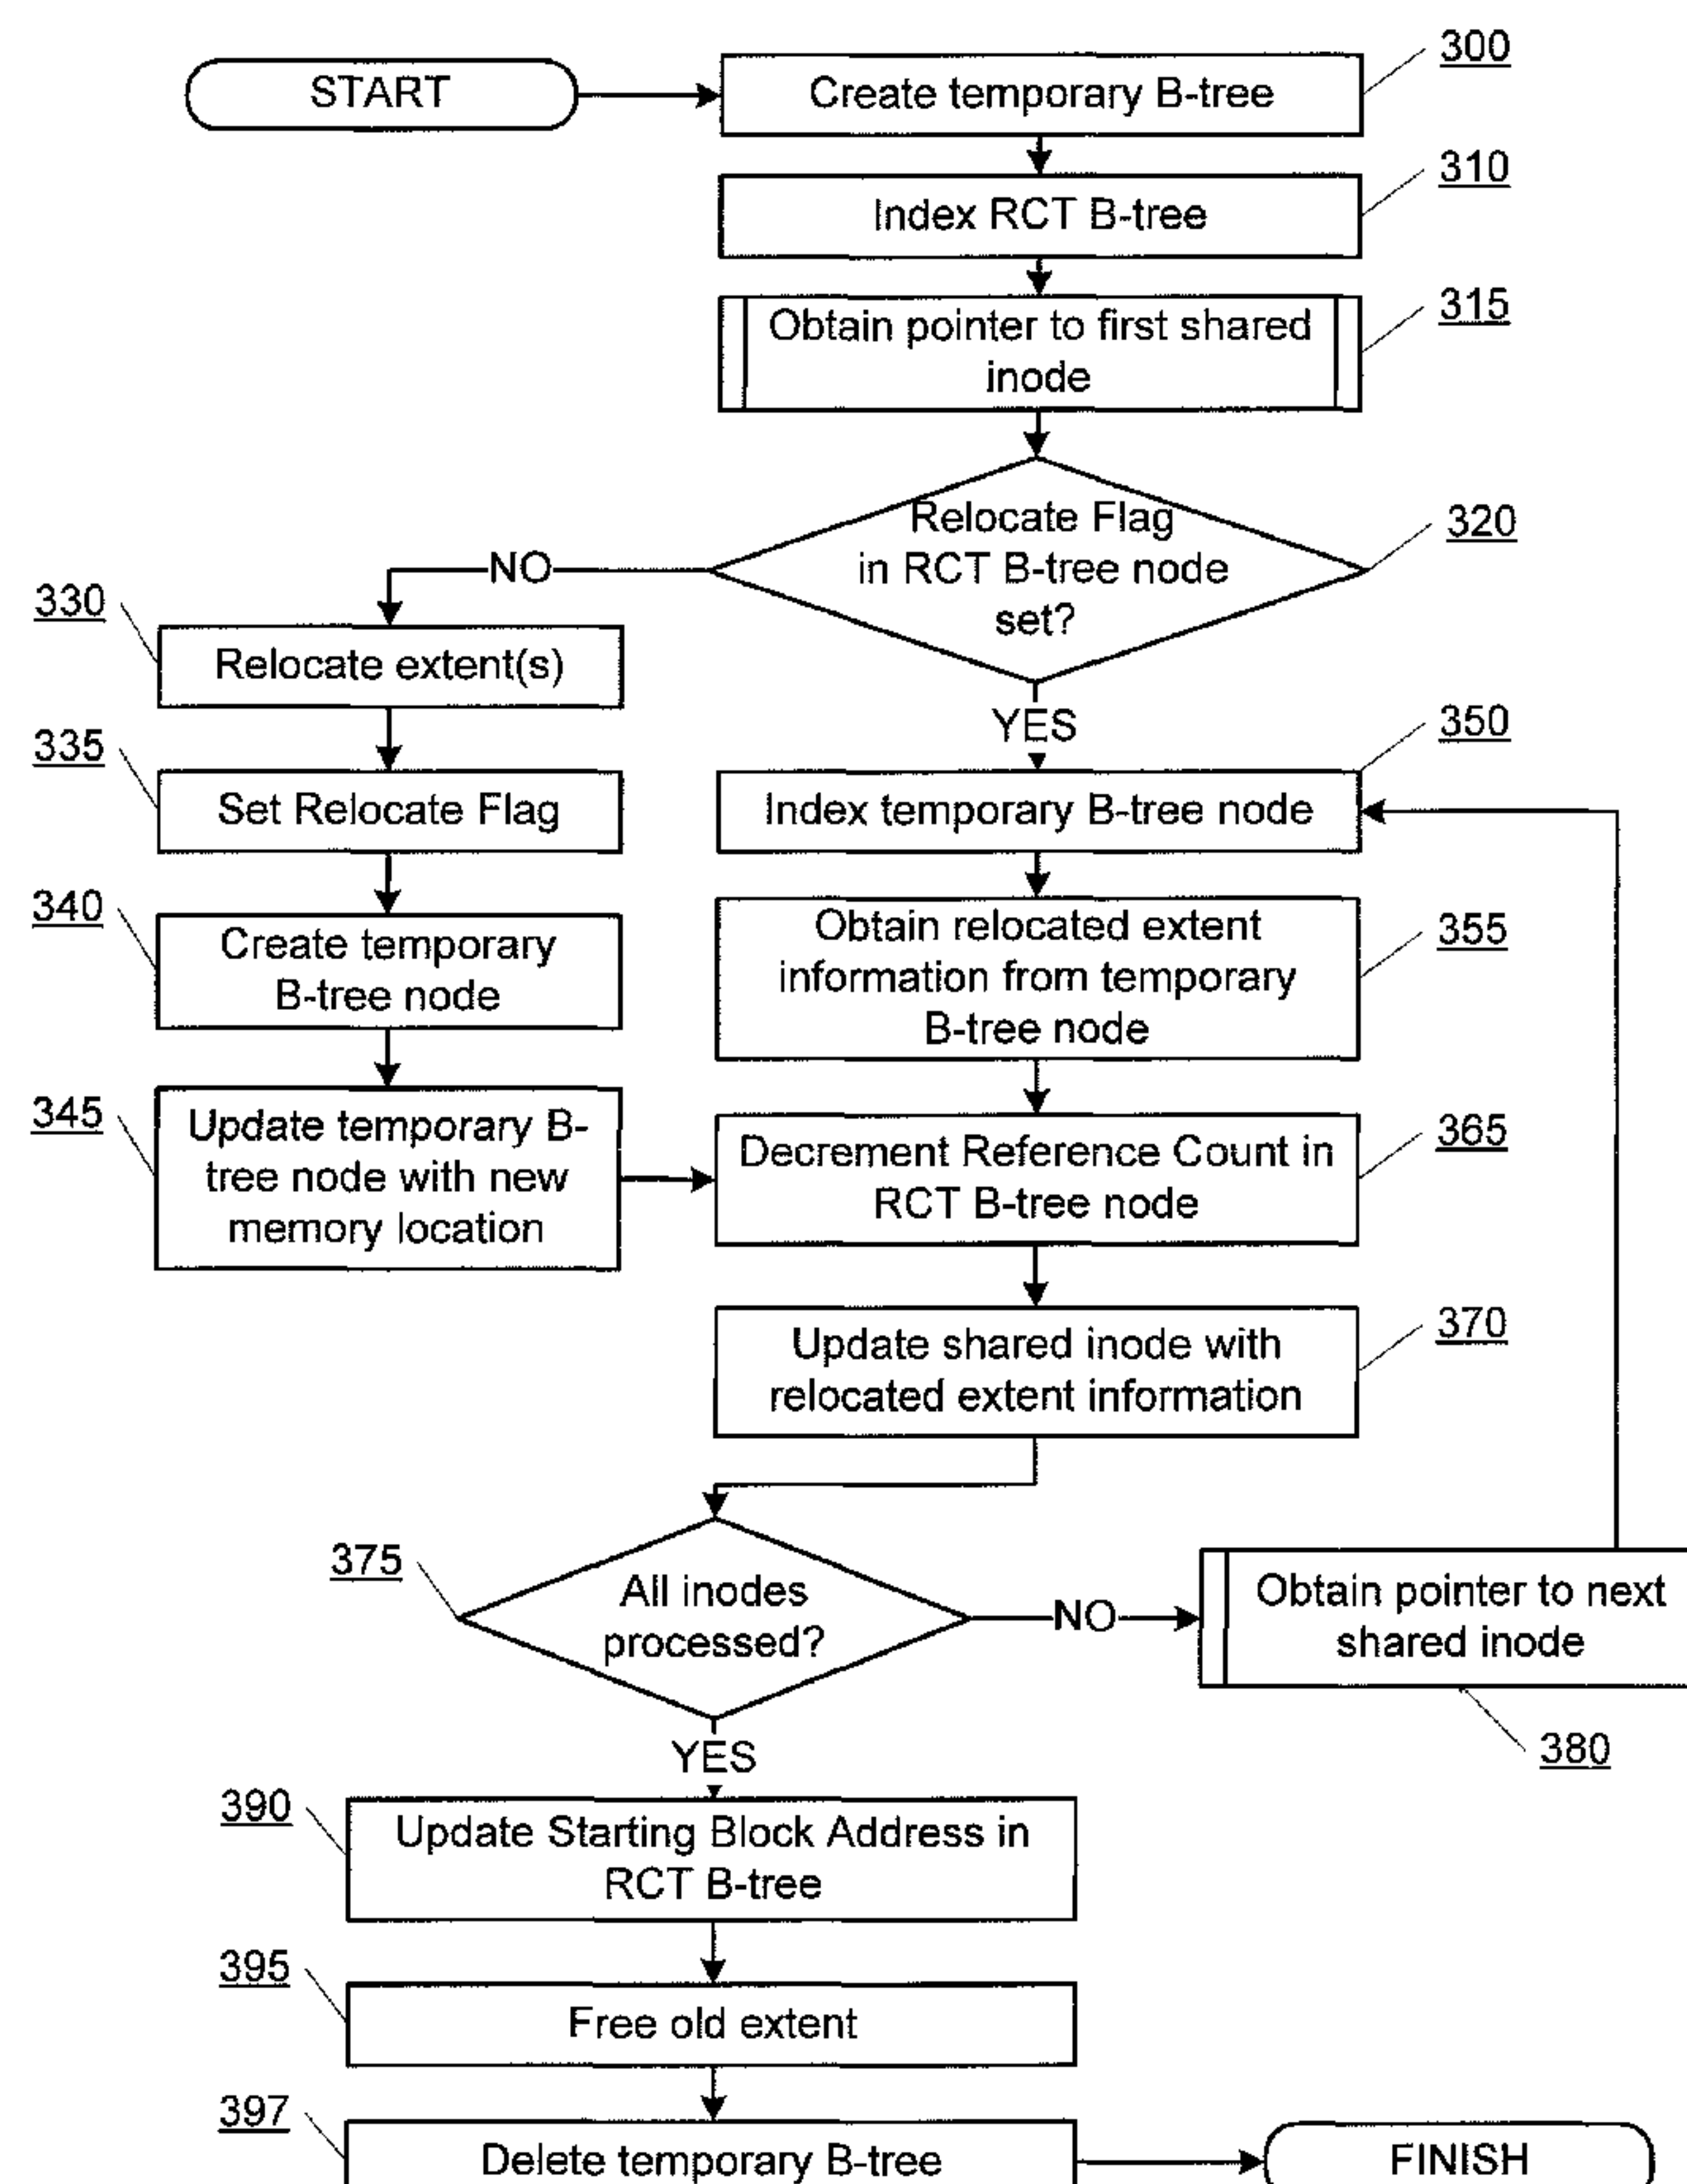 START
Create temporary B-tree
300
Index RCT B-tree
310
Obtain pointer to first shared
inode
315
Relocate Flag
in RCT B-tree node
set?
320
NO
330
Relocate extent(s)
YES
335
Set Relocate Flag
Index temporary B-tree node
350
340
Create temporary
B-tree node
Obtain relocated extent
information from temporary
B-tree node
355
345
Update temporary B-
tree node with new
memory location
Decrement Reference Count in
RCT B-tree node
365
Update shared inode with
relocated extent information
370
375
All inodes
processed?
NO
Obtain pointer to next
shared inode
380
YES
390
Update Starting Block Address in
RCT B-tree
395
Free old extent
397
Delete temporary B-tree
FINISH